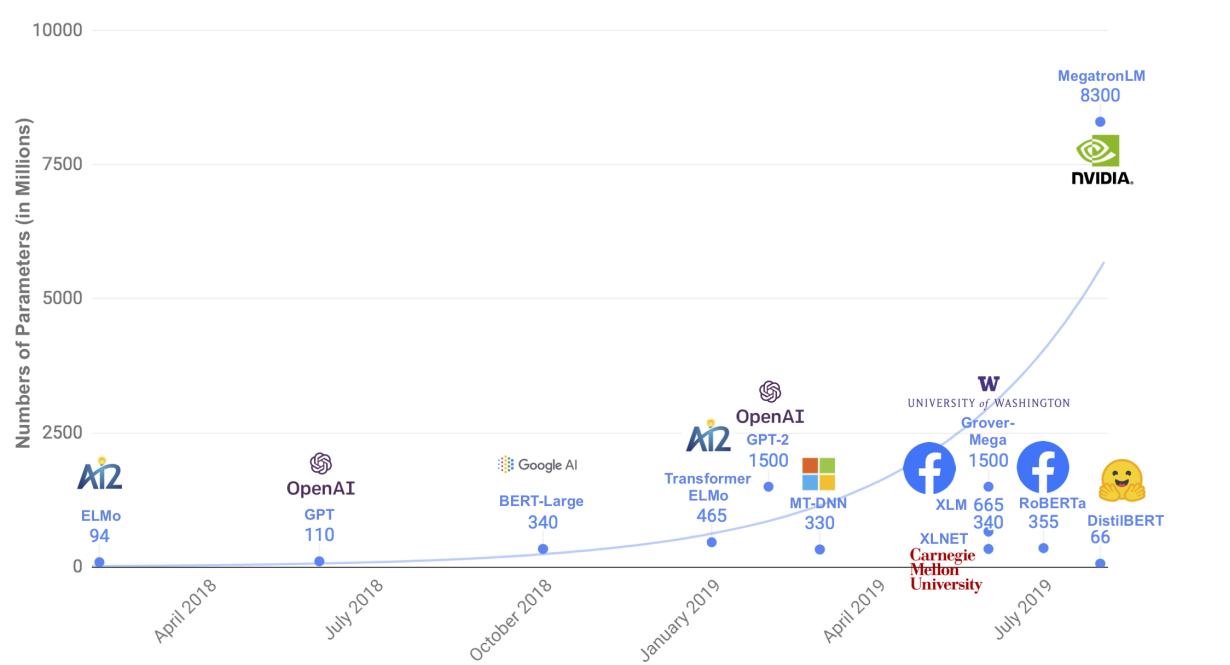 10000
7500
5000
2500
0
Numbers of Parameters (in Millions)
MegatronLM
8300
NVIDIA.
UNIVERSITY of WASHINGTON
W
OpenAI
GPT-2
1500
Grover-
Mega
1500
AI2
Transformer
ELMo
465
MT-DNN
330
AI2
ELMo
94
OpenAI
GPT
110
Google AI
BERT-Large
340
f
XLM 665
340
XLNET
Carnegie
Mellon
University
f
RoBERTa
355
DistilBERT
66
April 2018
July 2018
October 2018
January 2019
April 2019
July 2019